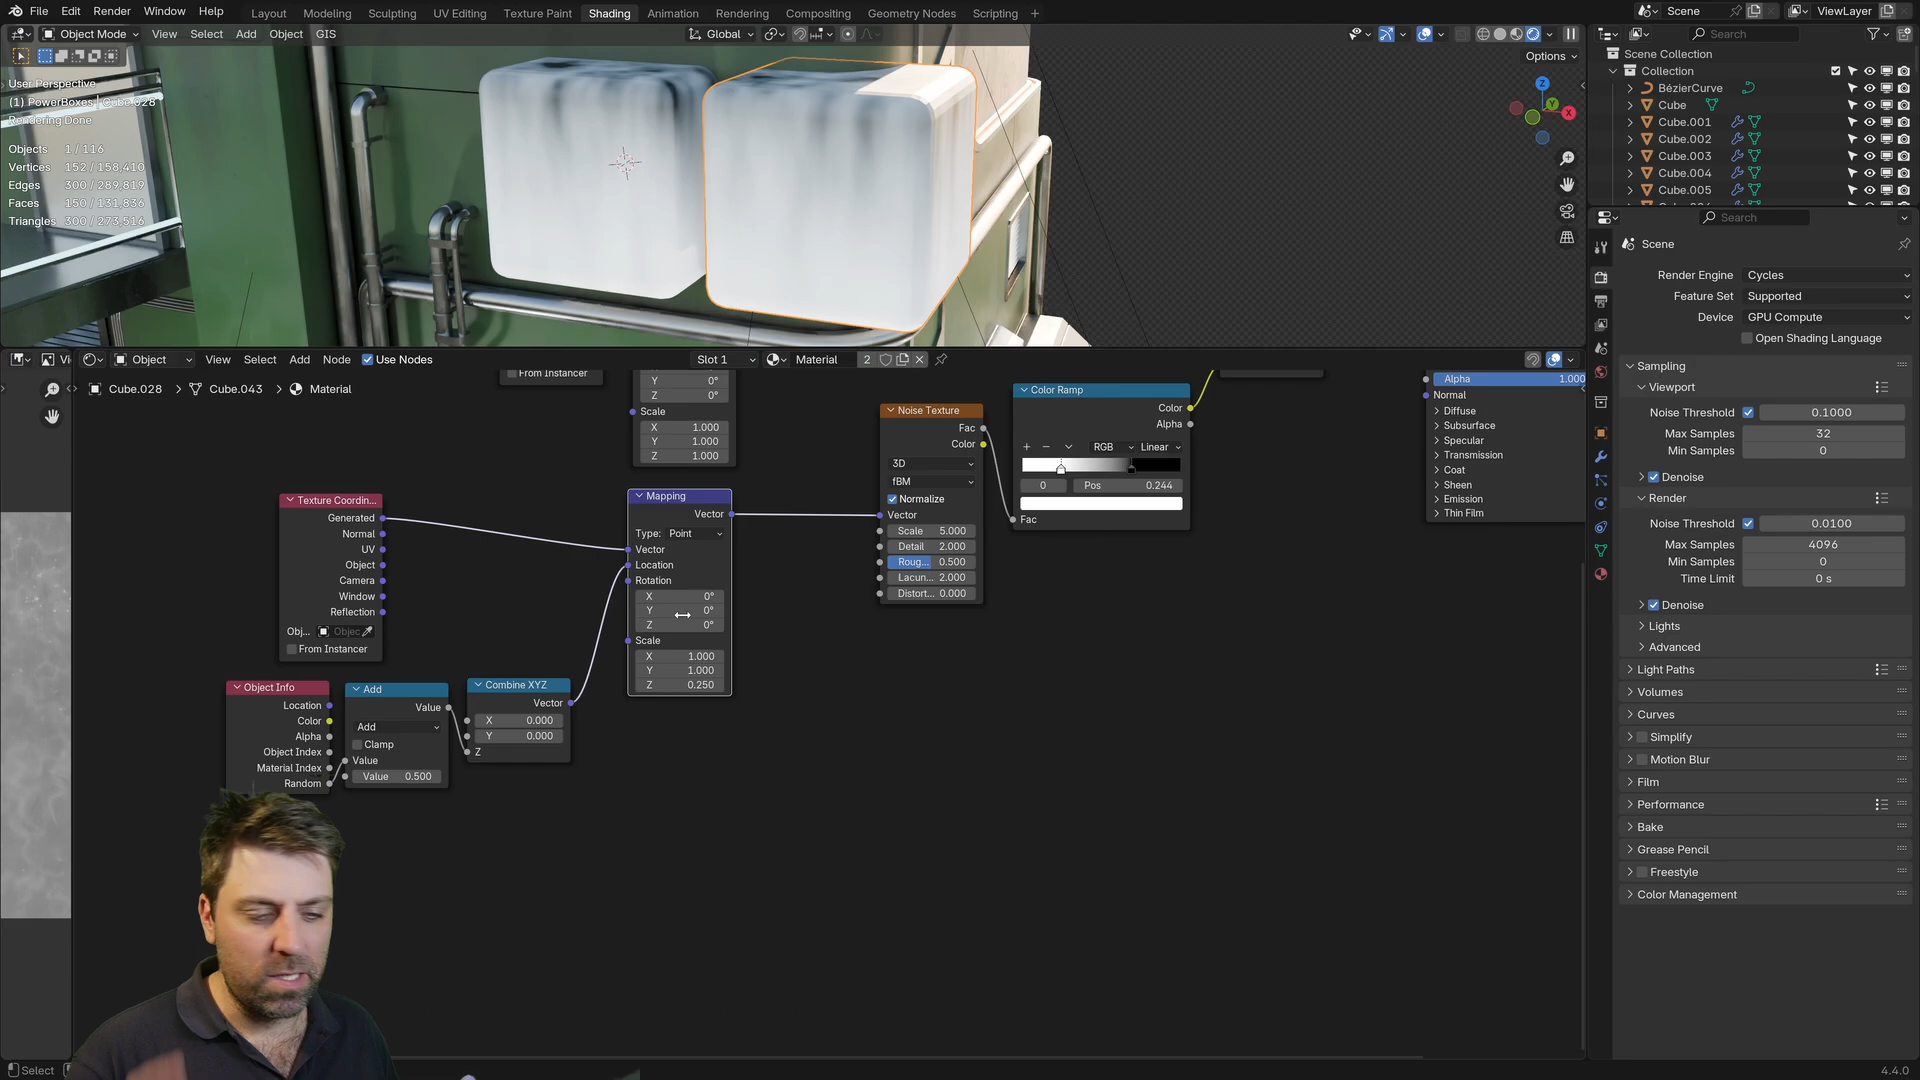 File Edit Render Window Help Layout Modeling Sculpting UV Editing Texture Paint Shading Animation Rendering Compositing Geometry Nodes Scripting + Scene ViewLayer
Object Mode View Select Add Object GIS Global
Options
User Perspective
(1) PowerBoxes | Cube.028
Rendering Done
Objects 1 / 116
Vertices 152 / 158,410
Edges 300 / 289,819
Faces 150 / 131,836
Triangles 300 / 273,516
Z
Y
X
Search
Scene Collection
Collection
BézierCurve
Cube
Cube.001
Cube.002
Cube.003
Cube.004
Cube.005
Search
Scene
Render Engine Cycles
Feature Set Supported
Device GPU Compute
Open Shading Language
Sampling
Viewport
Noise Threshold 0.1000
Max Samples 32
Min Samples 0
Denoise
Render
Noise Threshold 0.0100
Max Samples 4096
Min Samples 0
Time Limit 0 s
Denoise
Lights
Advanced
Light Paths
Volumes
Curves
Simplify
Motion Blur
Film
Performance
Bake
Grease Pencil
Freestyle
Color Management
Vi
Object View Select Add Node Use Nodes Slot 1 Material 2
Cube.028 > Cube.043 > Material
From Instancer
Y 0°
Z 0°
Scale
X 1.000
Y 1.000
Z 1.000
Texture Coordin...
Generated
Normal
UV
Object
Camera
Window
Reflection
Obj... Objec
From Instancer
Object Info
Location
Color
Alpha
Object Index
Material Index
Random
Add
Value
Add
Clamp
Value
Value 0.500
Combine XYZ
Vector
X 0.000
Y 0.000
Z
Mapping
Vector
Type: Point
Vector
Location
Rotation
X 0°
Y 0°
Z 0°
Scale
X 1.000
Y 1.000
Z 0.250
Noise Texture
Fac
Color
3D
fBM
Normalize
Vector
Scale 5.000
Detail 2.000
Roug... 0.500
Lacun... 2.000
Distort... 0.000
Color Ramp
Color
Alpha
+ − RGB Linear
0 Pos 0.244
Fac
Alpha 1.000
Normal
Diffuse
Subsurface
Specular
Transmission
Coat
Sheen
Emission
Thin Film
Select
4.4.0